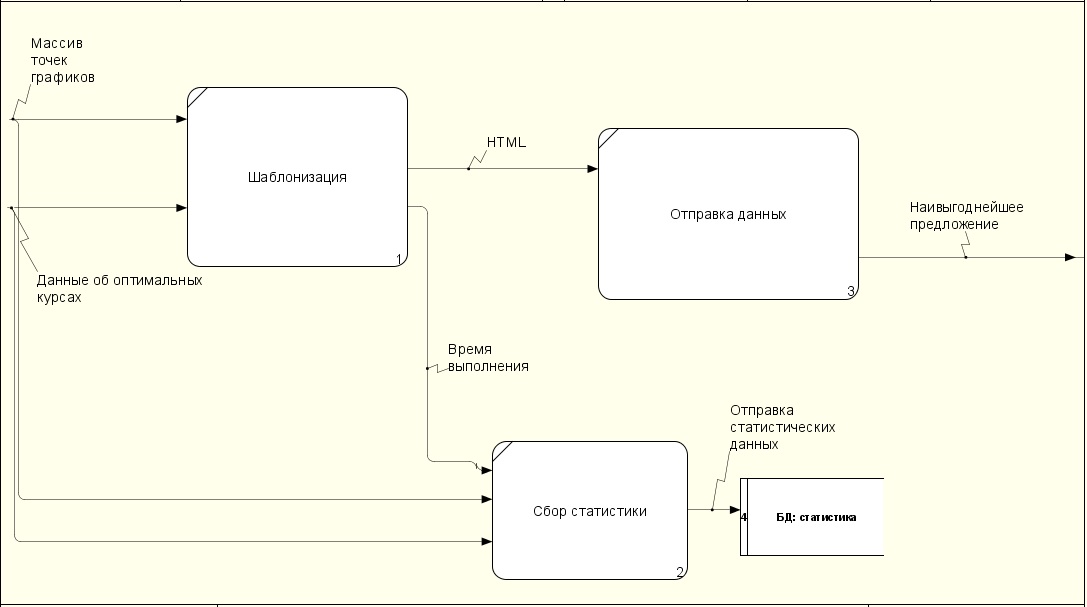 Массив
точек
графиков
Шаблонизация
1
HTML
Отправка данных
3
Наивыгоднейшее
предложение
Данные об оптимальных
курсах
Время
выполнения
Отправка
статистических
данных
Сбор статистики
2
4
БД: статистика